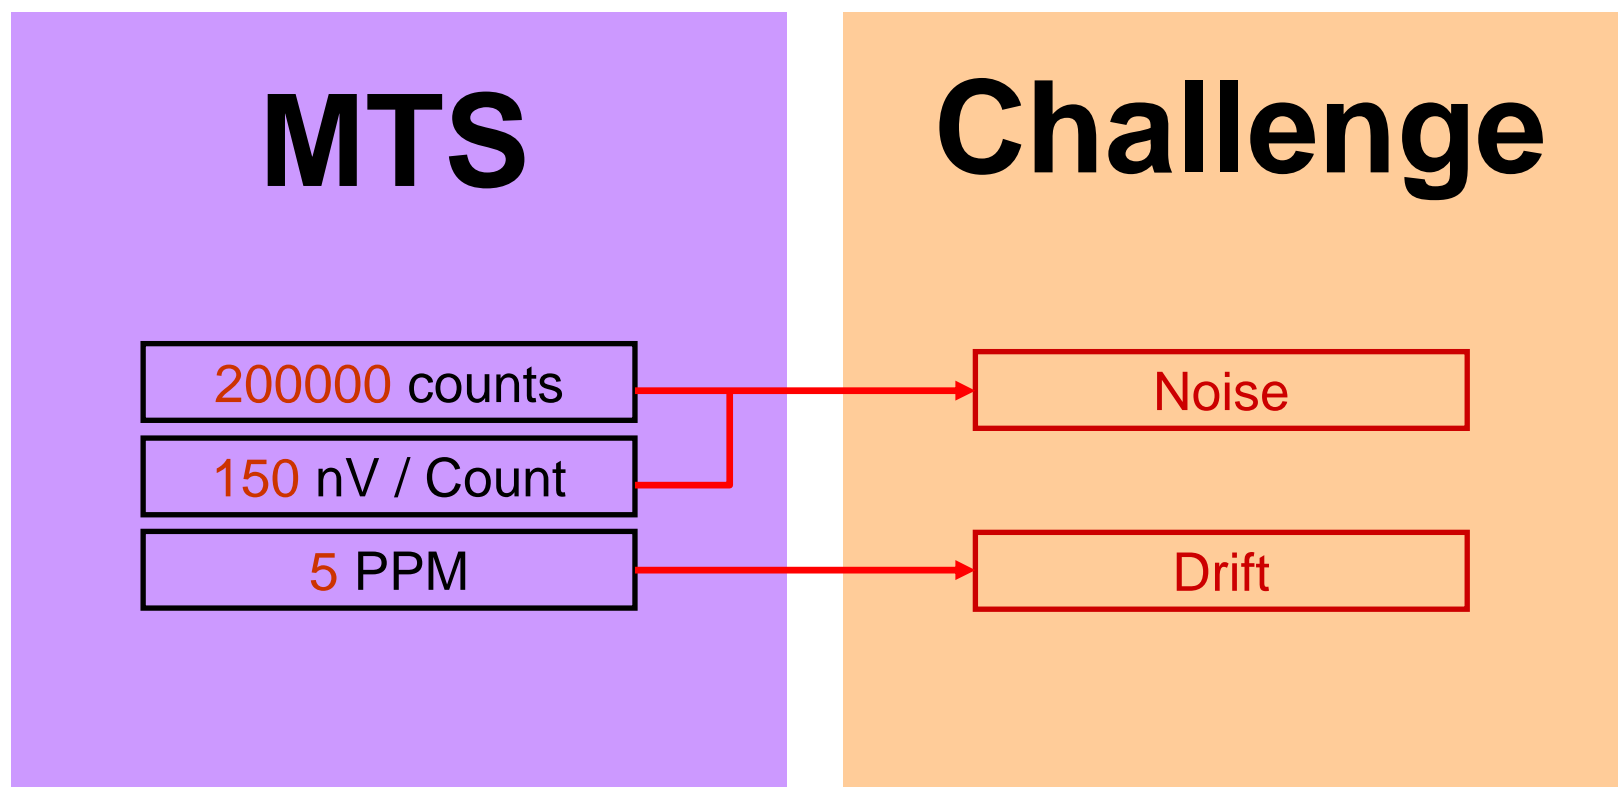 MTS
200000 counts
150 nV / Count
5 PPM
Challenge
Noise
Drift